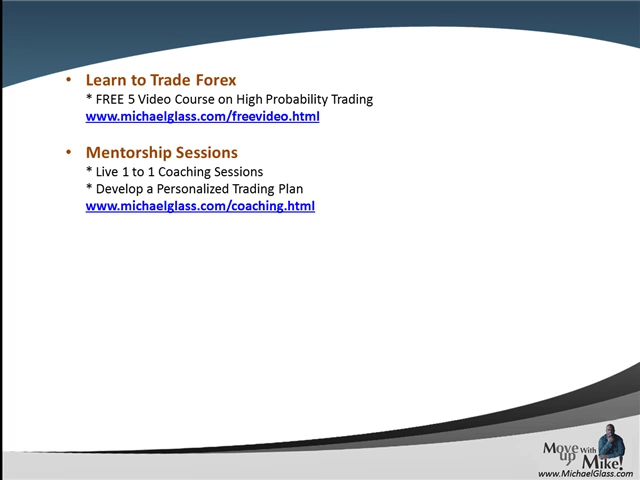 • Learn to Trade Forex
* FREE 5 Video Course on High Probability Trading
www.michaelglass.com/freevideo.html
• Mentorship Sessions
* Live 1 to 1 Coaching Sessions
* Develop a Personalized Trading Plan
www.michaelglass.com/coaching.html
Move up With Mike!
www.MichaelGlass.com